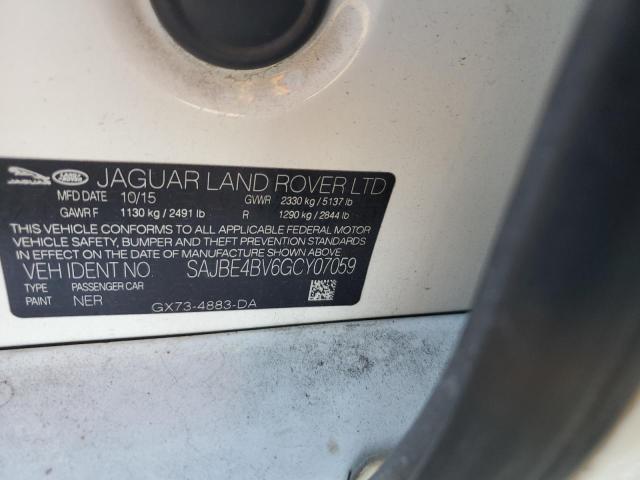 JAGUAR LAND ROVER JAGUAR LAND ROVER LTD
MFD DATE 10/15 GVWR 2330 kg / 5137 lb
GAWR F 1130 kg / 2491 lb R 1290 kg / 2844 lb
THIS VEHICLE CONFORMS TO ALL APPLICABLE FEDERAL MOTOR
VEHICLE SAFETY, BUMPER AND THEFT PREVENTION STANDARDS
IN EFFECT ON THE DATE OF MANUFACTURE SHOWN ABOVE
VEH IDENT NO. SAJBE4BV6GCY07059
TYPE PASSENGER CAR
PAINT NER GX73-4883-DA